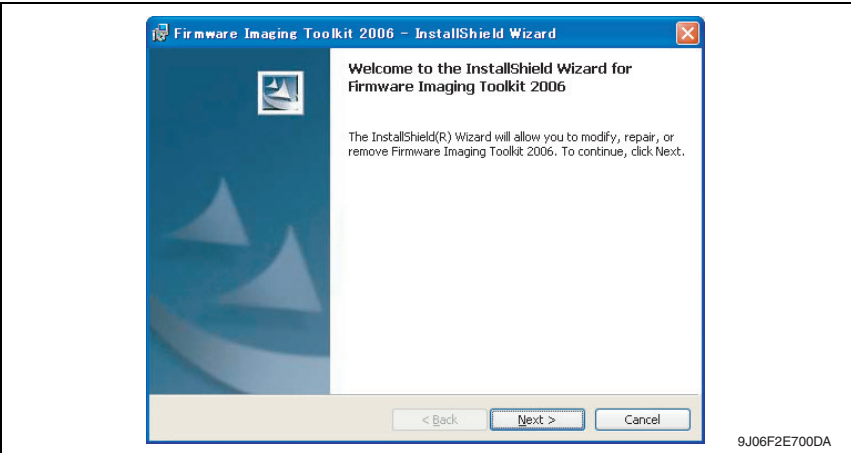 Firmware Imaging Toolkit 2006 - InstallShield Wizard
Welcome to the InstallShield Wizard for
Firmware Imaging Toolkit 2006
The InstallShield(R) Wizard will allow you to modify, repair, or
remove Firmware Imaging Toolkit 2006. To continue, click Next.
< Back Next > Cancel
9J06F2E700DA